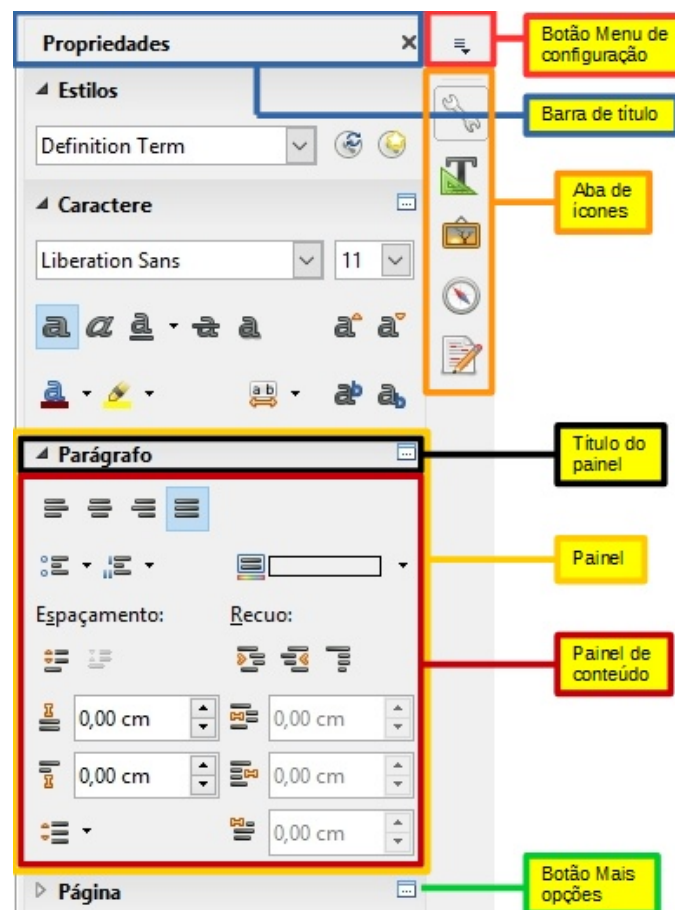 Propriedades
Botão Menu de
configuração
Estilos
Barra de título
Definition Term
Caractere
Aba de
ícones
Liberation Sans 11
a a a a a a a
a a b ab ab
Parágrafo
Título do
painel
Painel
Espaçamento: Recuo:
Painel de
conteúdo
0,00 cm 0,00 cm
0,00 cm 0,00 cm
0,00 cm
Página
Botão Mais
opções